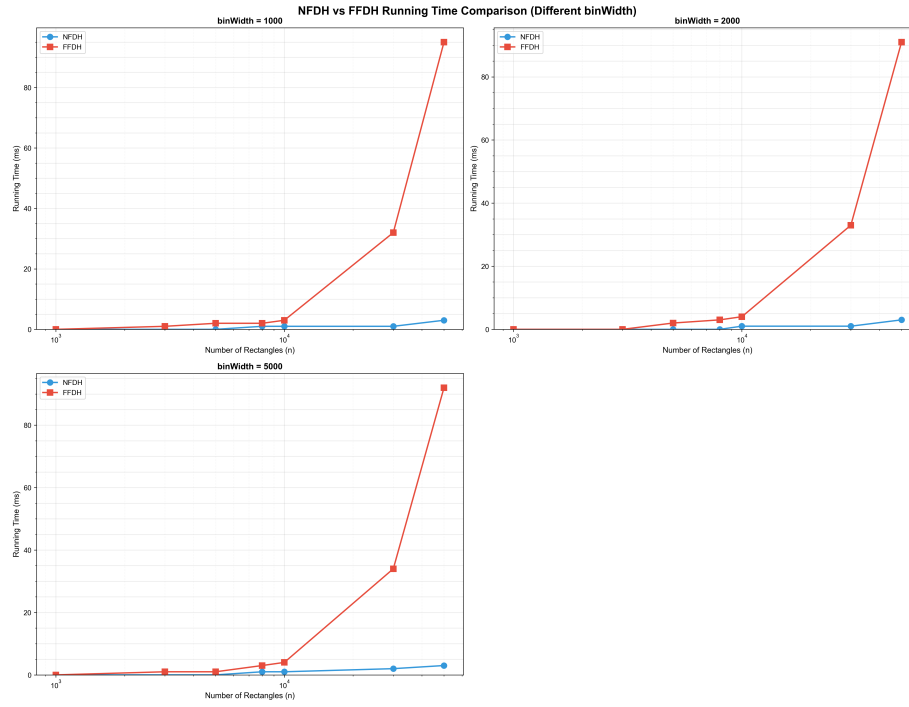 NFDH vs FFDH Running Time Comparison (Different binWidth)
binWidth = 1000
NFDH
FFDH
80
60
40
20
0
Running Time (ms)
10³
10⁴
Number of Rectangles (n)
binWidth = 2000
NFDH
FFDH
80
60
40
20
0
Running Time (ms)
10³
10⁴
Number of Rectangles (n)
binWidth = 5000
NFDH
FFDH
80
60
40
20
0
Running Time (ms)
10³
10⁴
Number of Rectangles (n)